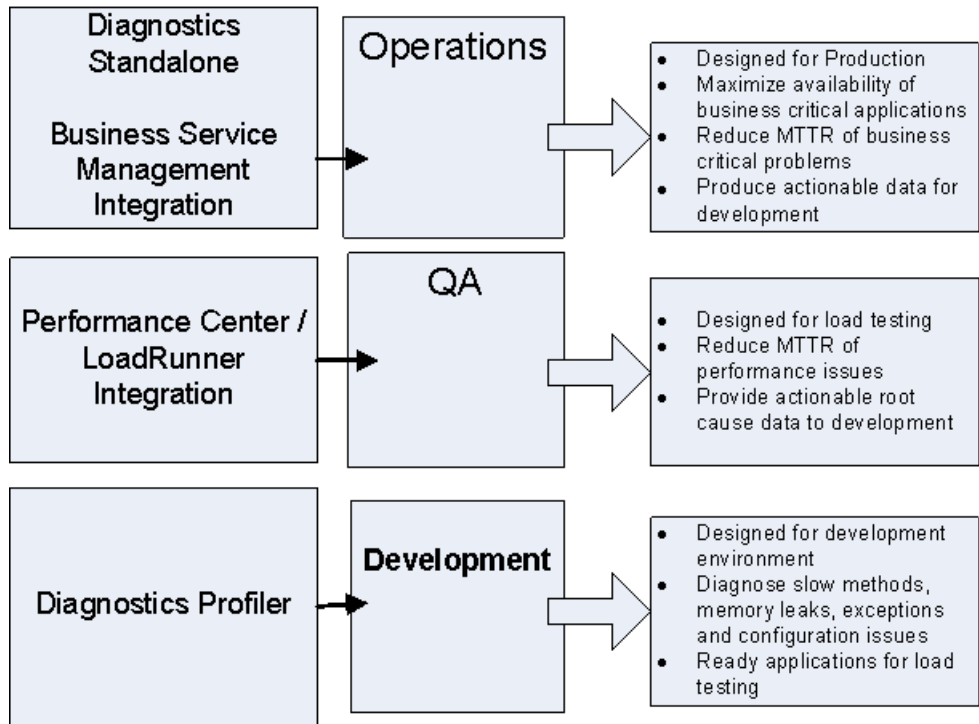 Diagnostics
Standalone
Business Service
Management
Integration
Operations
• Designed for Production
• Maximize availability of
business critical applications
• Reduce MTTR of business
critical problems
• Produce actionable data for
development
Performance Center /
LoadRunner
Integration
QA
• Designed for load testing
• Reduce MTTR of
performance issues
• Provide actionable root
cause data to development
Diagnostics Profiler
Development
• Designed for development
environment
• Diagnose slow methods,
memory leaks, exceptions
and configuration issues
• Ready applications for load
testing